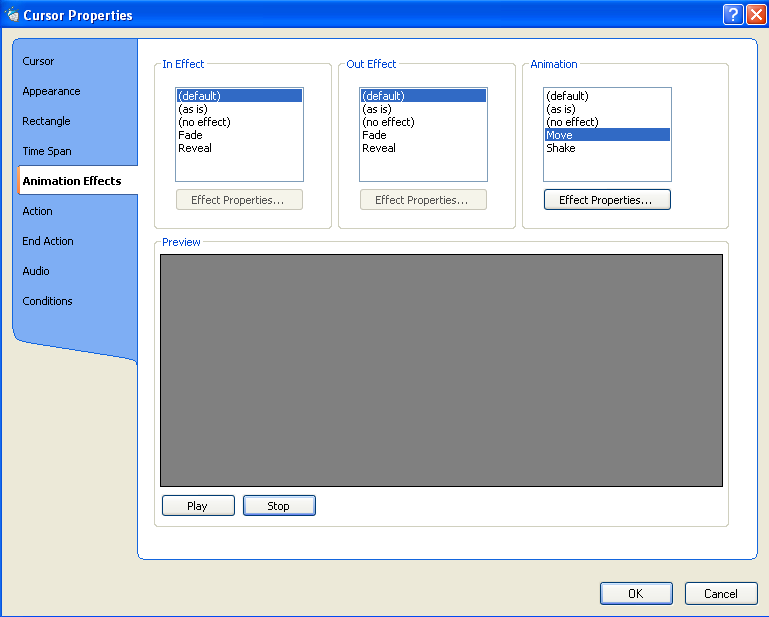 Cursor Properties
Cursor
Appearance
Rectangle
Time Span
Animation Effects
Action
End Action
Audio
Conditions
In Effect
(default)
(as is)
(no effect)
Fade
Reveal
Effect Properties...
Out Effect
(default)
(as is)
(no effect)
Fade
Reveal
Effect Properties...
Animation
(default)
(as is)
(no effect)
Move
Shake
Effect Properties...
Preview
Play
Stop
OK
Cancel